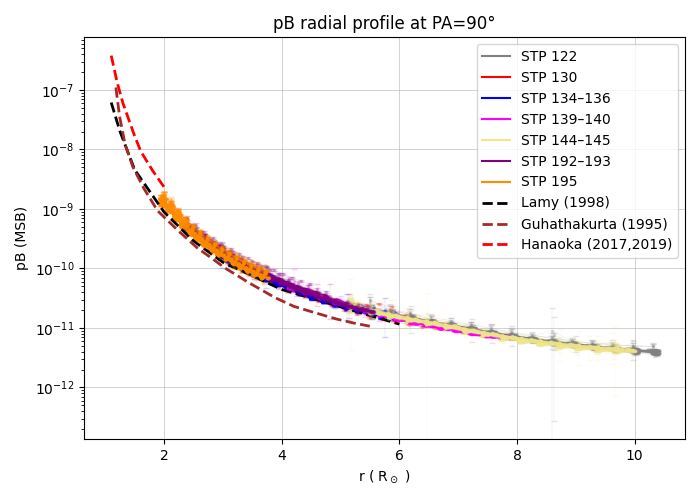 pB radial profile at PA=90°
STP 122
STP 130
STP 134–136
STP 139–140
STP 144–145
STP 192–193
STP 195
Lamy (1998)
Guhathakurta (1995)
Hanaoka (2017,2019)
pB (MSB)
10⁻⁷
10⁻⁸
10⁻⁹
10⁻¹⁰
10⁻¹¹
10⁻¹²
2 4 6 8 10
r ( R⊙ )